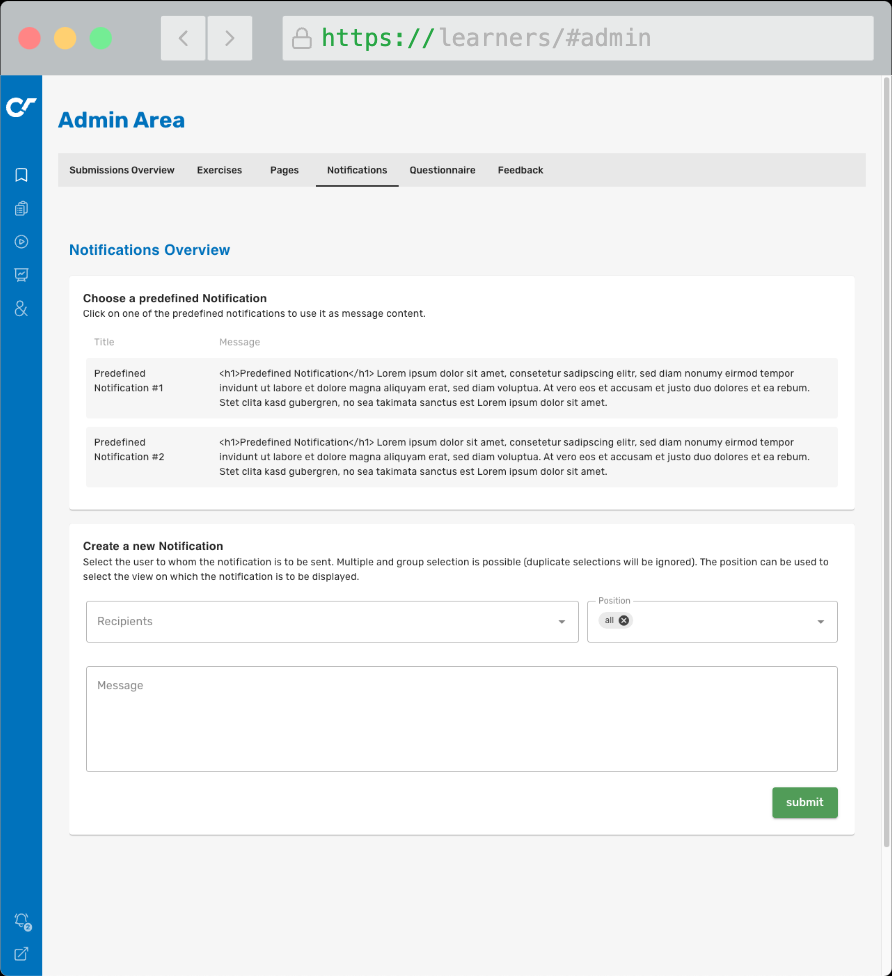 https://learners/#admin
Admin Area
Submissions Overview Exercises Pages Notifications Questionnaire Feedback
Notifications Overview
Choose a predefined Notification
Click on one of the predefined notifications to use it as message content.
Title Message
Predefined Notification #1
<h1>Predefined Notification</h1> Lorem ipsum dolor sit amet, consetetur sadipscing elitr, sed diam nonumy eirmod tempor
invidunt ut labore et dolore magna aliquyam erat, sed diam voluptua. At vero eos et accusam et justo duo dolores et ea rebum.
Stet clita kasd gubergren, no sea takimata sanctus est Lorem ipsum dolor sit amet.
Predefined Notification #2
<h1>Predefined Notification</h1> Lorem ipsum dolor sit amet, consetetur sadipscing elitr, sed diam nonumy eirmod tempor
invidunt ut labore et dolore magna aliquyam erat, sed diam voluptua. At vero eos et accusam et justo duo dolores et ea rebum.
Stet clita kasd gubergren, no sea takimata sanctus est Lorem ipsum dolor sit amet.
Create a new Notification
Select the user to whom the notification is to be sent. Multiple and group selection is possible (duplicate selections will be ignored). The position can be used to
select the view on which the notification is to be displayed.
Recipients
Position
all
Message
submit